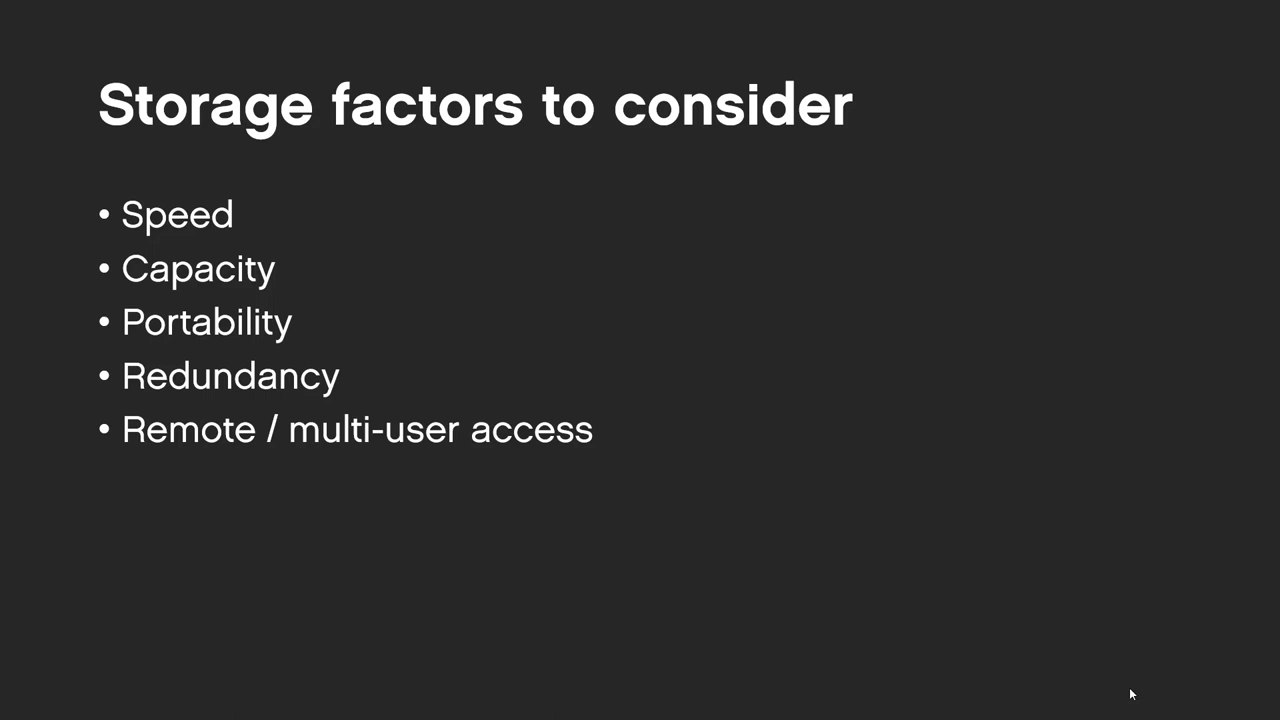 Storage factors to consider
• Speed
• Capacity
• Portability
• Redundancy
• Remote / multi-user access